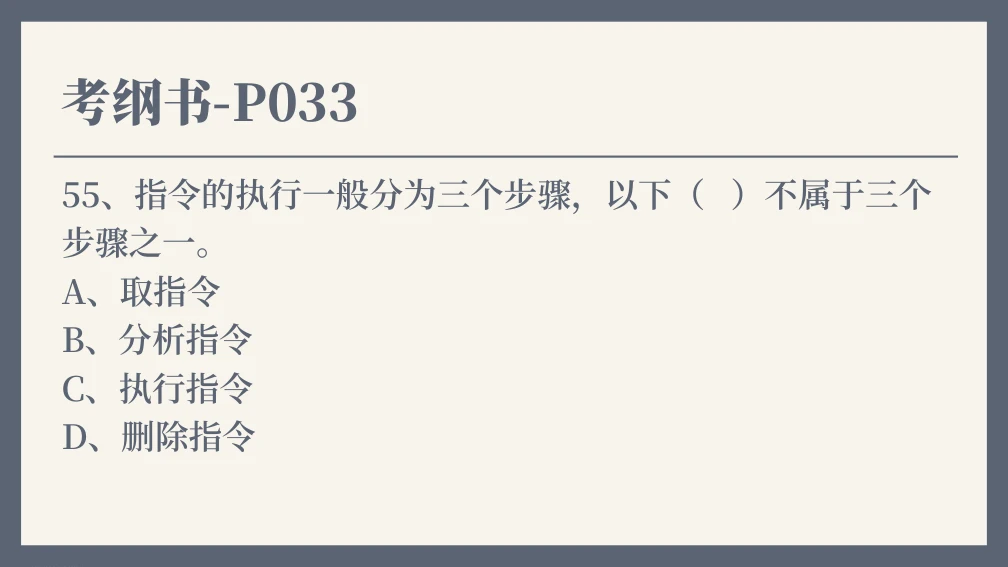 考纲书-P033
55、指令的执行一般分为三个步骤，以下（  ）不属于三个
步骤之一。
A、取指令
B、分析指令
C、执行指令
D、删除指令